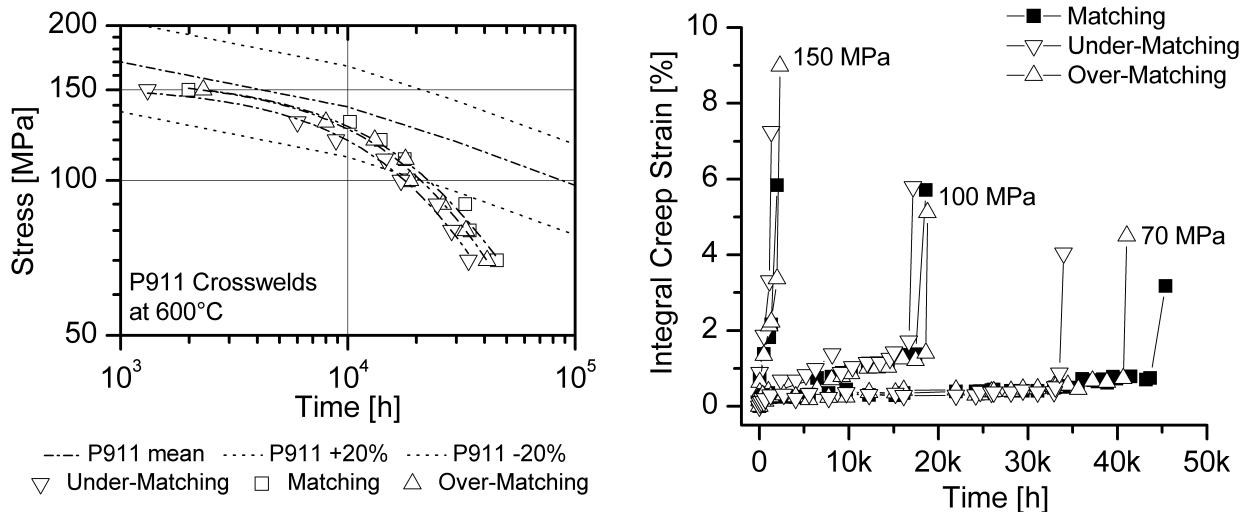 200
150
100
50
Stress [MPa]
P911 Crosswelds
at 600°C
10³ 10⁴ 10⁵
Time [h]
P911 mean P911 +20% P911 -20%
Under-Matching Matching Over-Matching
Matching
Under-Matching
Over-Matching
10
8
6
4
2
0
Integral Creep Strain [%]
150 MPa
100 MPa
70 MPa
0 10k 20k 30k 40k 50k
Time [h]